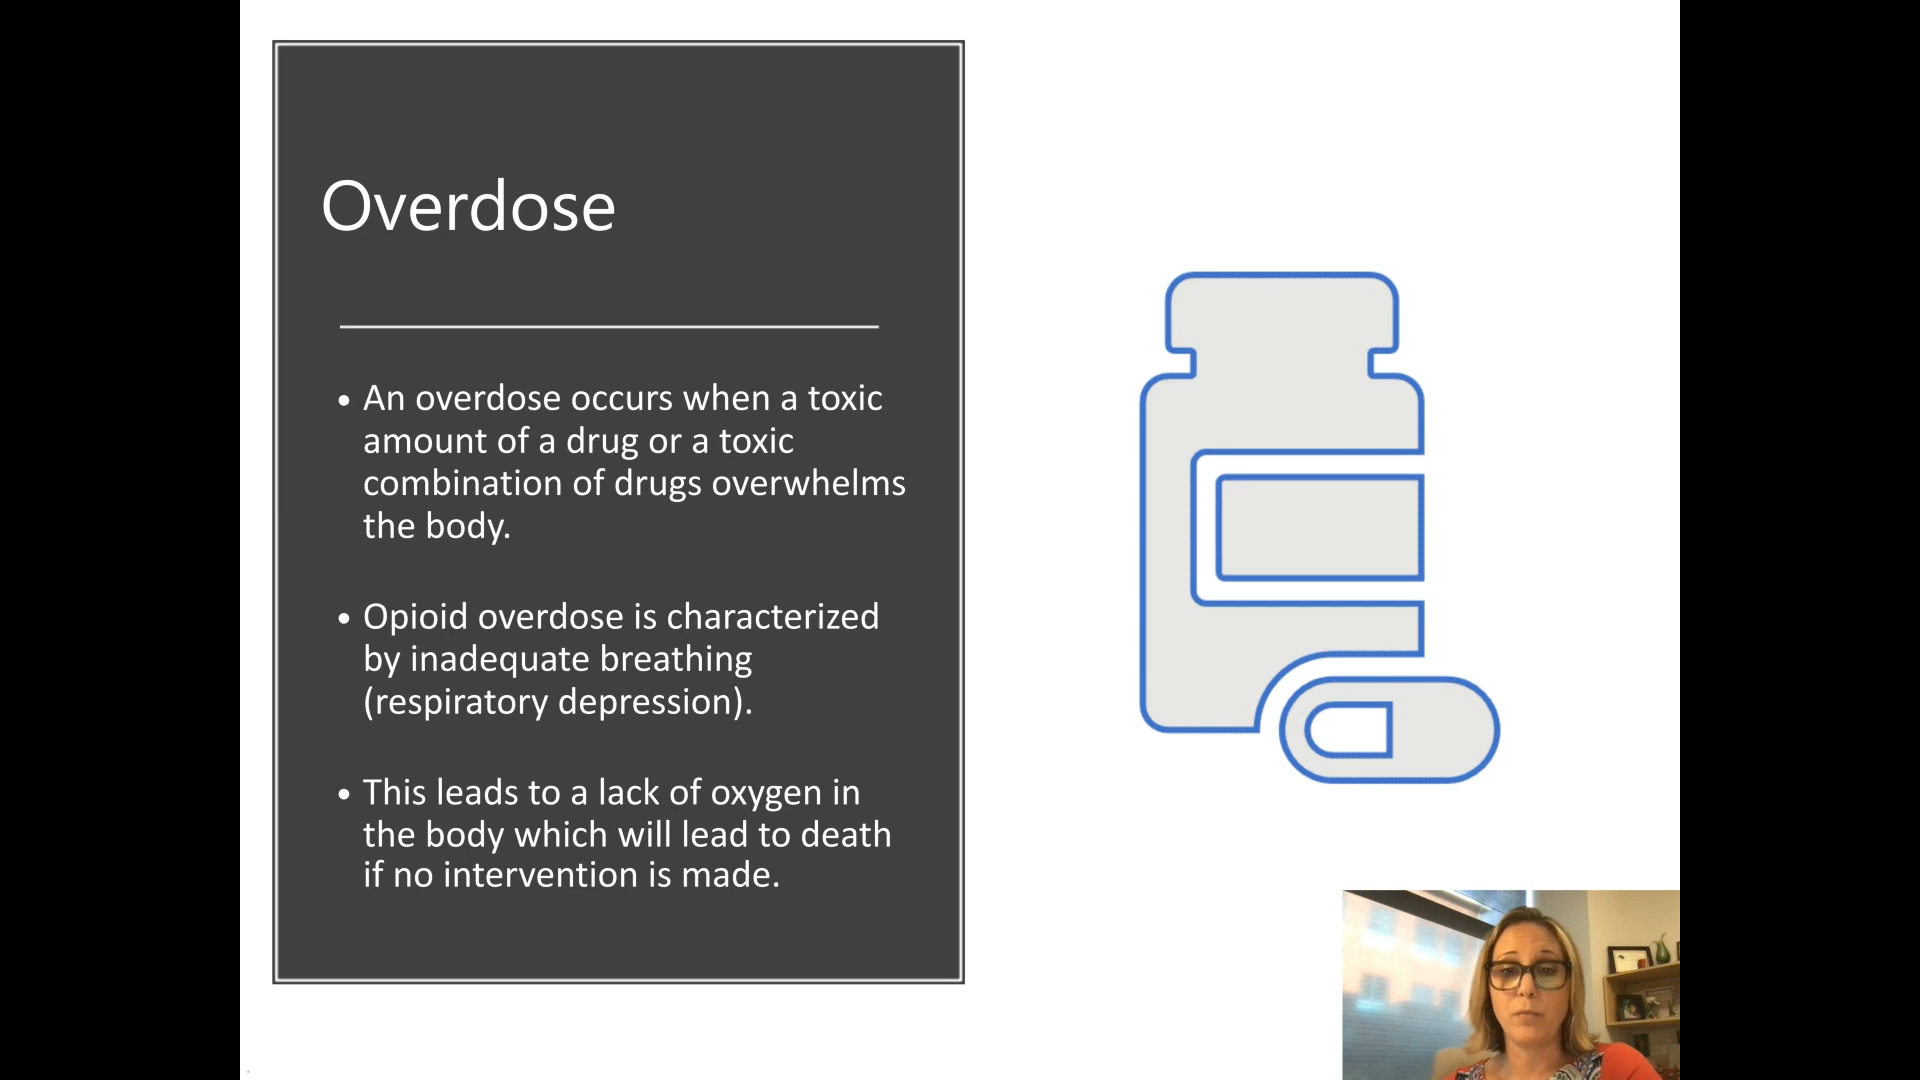 Overdose
• An overdose occurs when a toxic
amount of a drug or a toxic
combination of drugs overwhelms
the body.
• Opioid overdose is characterized
by inadequate breathing
(respiratory depression).
• This leads to a lack of oxygen in
the body which will lead to death
if no intervention is made.